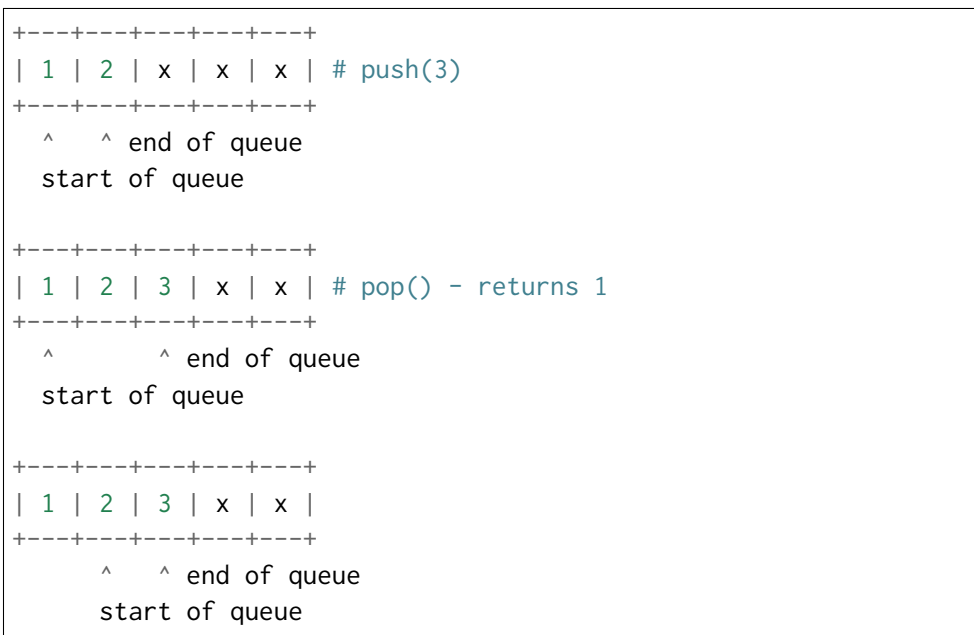 +---+---+---+---+---+
| 1 | 2 | x | x | x | # push(3)
+---+---+---+---+---+
  ^   ^ end of queue
  start of queue

+---+---+---+---+---+
| 1 | 2 | 3 | x | x | # pop() - returns 1
+---+---+---+---+---+
  ^       ^ end of queue
  start of queue

+---+---+---+---+---+
| 1 | 2 | 3 | x | x |
+---+---+---+---+---+
      ^   ^ end of queue
      start of queue